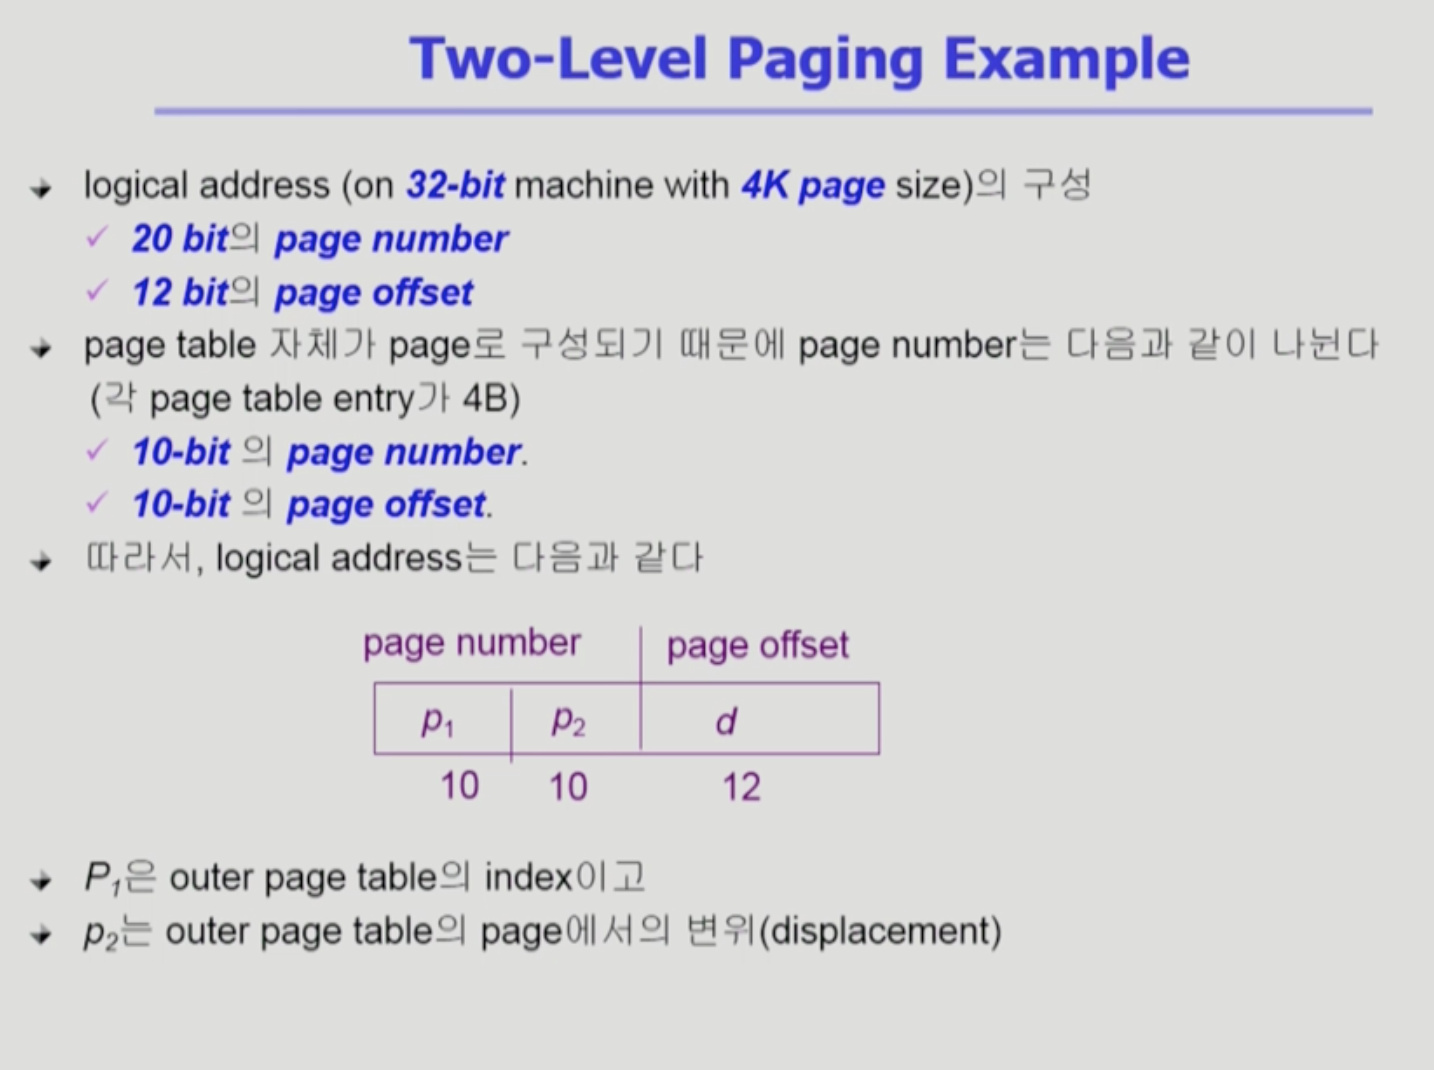 Two-Level Paging Example
logical address (on 32-bit machine with 4K page size)의 구성
20 bit의 page number
12 bit의 page offset
page table 자체가 page로 구성되기 때문에 page number는 다음과 같이 나뉜다
(각 page table entry가 4B)
10-bit 의 page number.
10-bit 의 page offset.
따라서, logical address는 다음과 같다
page number page offset
p1 p2 d
10 10 12
P1은 outer page table의 index이고
p2는 outer page table의 page에서의 변위(displacement)